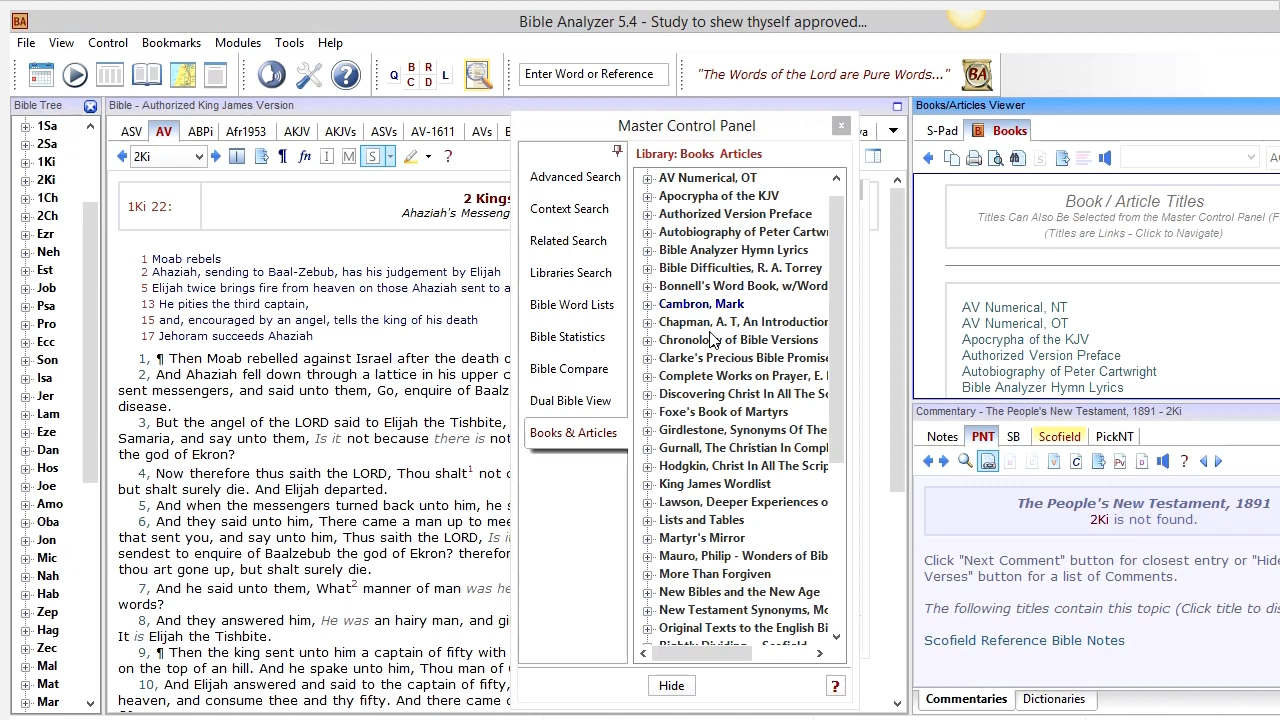 Bible Analyzer 5.4 - Study to shew thyself approved...
File View Control Bookmarks Modules Tools Help
Q B R C D L
Enter Word or Reference
"The Words of the Lord are Pure Words..."
BA
Bible Tree
1Sa
2Sa
1Ki
2Ki
1Ch
2Ch
Ezr
Neh
Est
Job
Psa
Pro
Ecc
Son
Isa
Jer
Lam
Eze
Dan
Hos
Joe
Amo
Oba
Jon
Mic
Nah
Hab
Zep
Hag
Zec
Mal
Mat
Mar
Bible - Authorized King James Version
ASV AV ABPi Afr1953 AKJV AKJVs ASVs AV-1611 AVs
2Ki
1Ki 22:
2 Kings
Ahaziah's Messeng
1 Moab rebels
2 Ahaziah, sending to Baal-Zebub, has his judgement by Elijah
5 Elijah twice brings fire from heaven on those Ahaziah sent to a
13 He pities the third captain,
15 and, encouraged by an angel, tells the king of his death
17 Jehoram succeeds Ahaziah
1, ¶ Then Moab rebelled against Israel after the death o
2, And Ahaziah fell down through a lattice in his upper c
sent messengers, and said unto them, Go, enquire of Baalz
disease.
3, But the angel of the LORD said to Elijah the Tishbite,
Samaria, and say unto them, Is it not because there is not
the god of Ekron?
4, Now therefore thus saith the LORD, Thou shalt1 not c
but shalt surely die. And Elijah departed.
5, And when the messengers turned back unto him, he s
6, And they said unto him, There came a man up to mee
that sent you, and say unto him, Thus saith the LORD, Is i
sendest to enquire of Baalzebub the god of Ekron? therefor
thou art gone up, but shalt surely die.
7, And he said unto them, What2 manner of man was he
words?
8, And they answered him, He was an hairy man, and gi
It is Elijah the Tishbite.
9, ¶ Then the king sent unto him a captain of fifty with
on the top of an hill. And he spake unto him, Thou man of
10, And Elijah answered and said to the captain of fifty,
heaven, and consume thee and thy fifty. And there came c
Master Control Panel
Advanced Search
Context Search
Related Search
Libraries Search
Bible Word Lists
Bible Statistics
Bible Compare
Dual Bible View
Books & Articles
Library: Books Articles
AV Numerical, OT
Apocrypha of the KJV
Authorized Version Preface
Autobiography of Peter Cartwr
Bible Analyzer Hymn Lyrics
Bible Difficulties, R. A. Torrey
Bonnell's Word Book, w/Word
Cambron, Mark
Chapman, A. T, An Introduction
Chronology of Bible Versions
Clarke's Precious Bible Promise
Complete Works on Prayer, E.
Discovering Christ In All The Sc
Foxe's Book of Martyrs
Girdlestone, Synonyms Of The
Gurnall, The Christian In Compl
Hodgkin, Christ In All The Scrip
King James Wordlist
Lawson, Deeper Experiences o
Lists and Tables
Martyr's Mirror
Mauro, Philip - Wonders of Bib
More Than Forgiven
New Bibles and the New Age
New Testament Synonyms, Mc
Original Texts to the English Bi
Hide
Books/Articles Viewer
S-Pad Books
Book / Article Titles
Titles Can Also Be Selected from the Master Control Panel (F
(Titles are Links - Click to Navigate)
AV Numerical, NT
AV Numerical, OT
Apocrypha of the KJV
Authorized Version Preface
Autobiography of Peter Cartwright
Bible Analyzer Hymn Lyrics
Commentary - The People's New Testament, 1891 - 2Ki
Notes PNT SB Scofield PickNT
The People's New Testament, 1891
2Ki is not found.
Click "Next Comment" button for closest entry or "Hide
Verses" button for a list of Comments.
The following titles contain this topic (Click title to dis
Scofield Reference Bible Notes
Commentaries Dictionaries